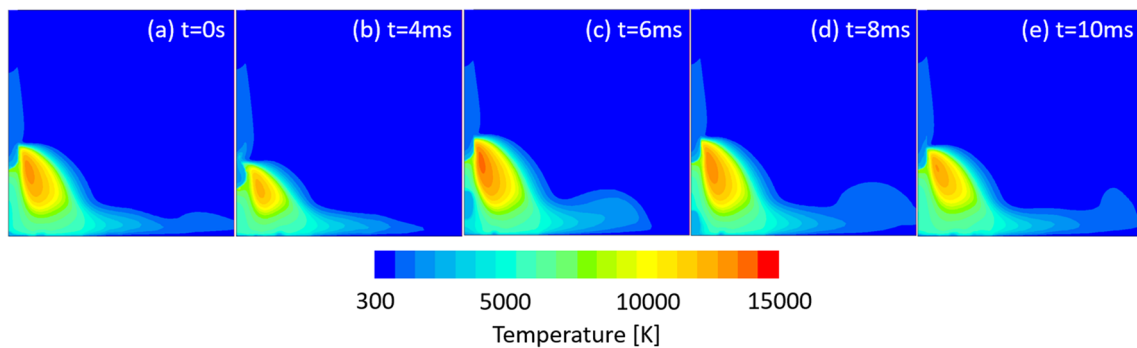 (a) t=0s (b) t=4ms (c) t=6ms (d) t=8ms (e) t=10ms
300 5000 10000 15000
Temperature [K]